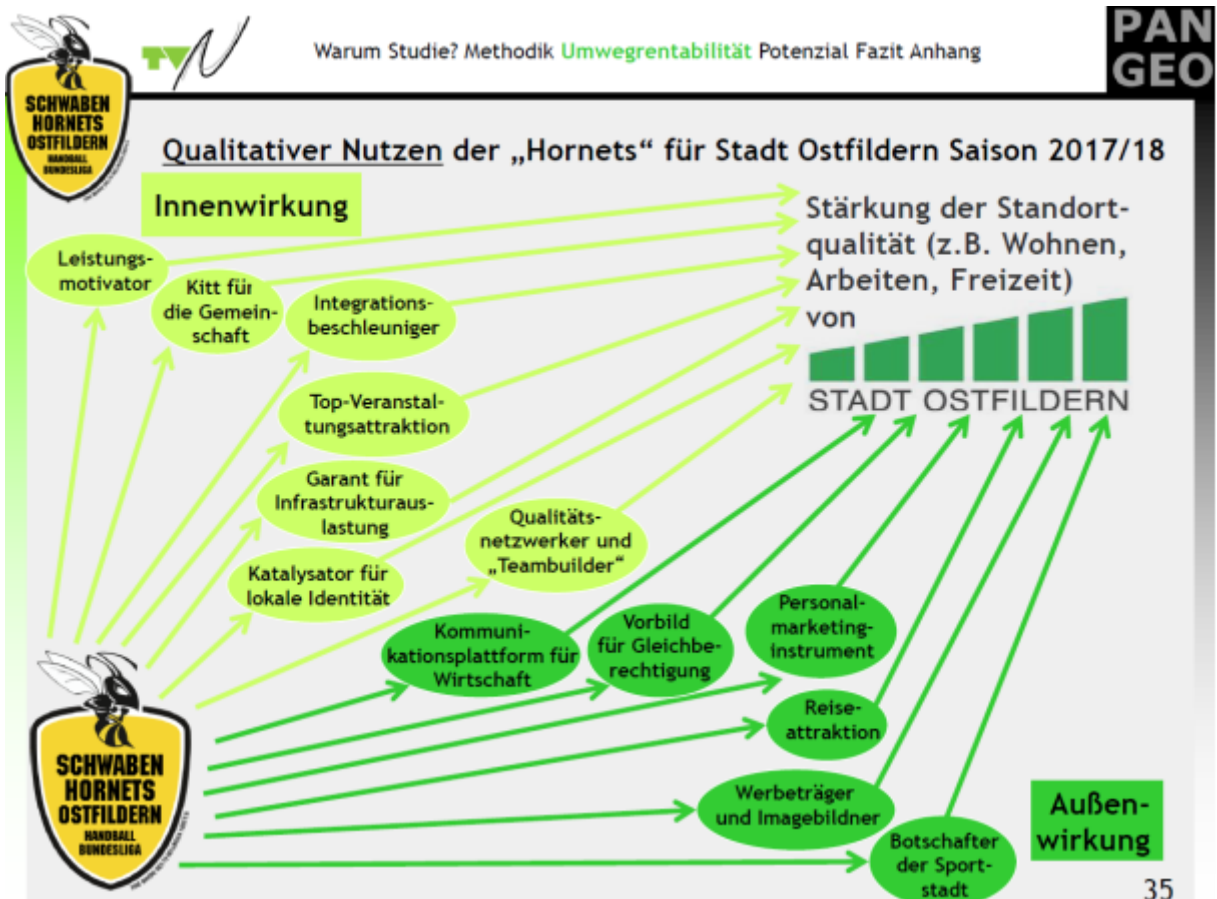 TVN
Warum Studie? Methodik Umwegrentabilität Potenzial Fazit Anhang
PAN
GEO
SCHWABEN
HORNETS
OSTFILDERN
HANDBALL
BUNDESLIGA
Qualitativer Nutzen der „Hornets“ für Stadt Ostfildern Saison 2017/18
Innenwirkung
Stärkung der Standort-
qualität (z.B. Wohnen,
Arbeiten, Freizeit)
von
STADT OSTFILDERN
Leistungs-
motivator
Kitt für
die Gemein-
schaft
Integrations-
beschleuniger
Top-Veranstal-
tungsattraktion
Garant für
Infrastrukturaus-
lastung
Katalysator für
lokale Identität
Qualitäts-
netzwerker und
„Teambuilder“
Kommuni-
kationsplattform für
Wirtschaft
Vorbild
für Gleichbe-
rechtigung
Personal-
marketing-
instrument
Reise-
attraktion
Werbeträger
und Imagebildner
Botschafter
der Sport-
stadt
Außen-
wirkung
SCHWABEN
HORNETS
OSTFILDERN
HANDBALL
BUNDESLIGA
35